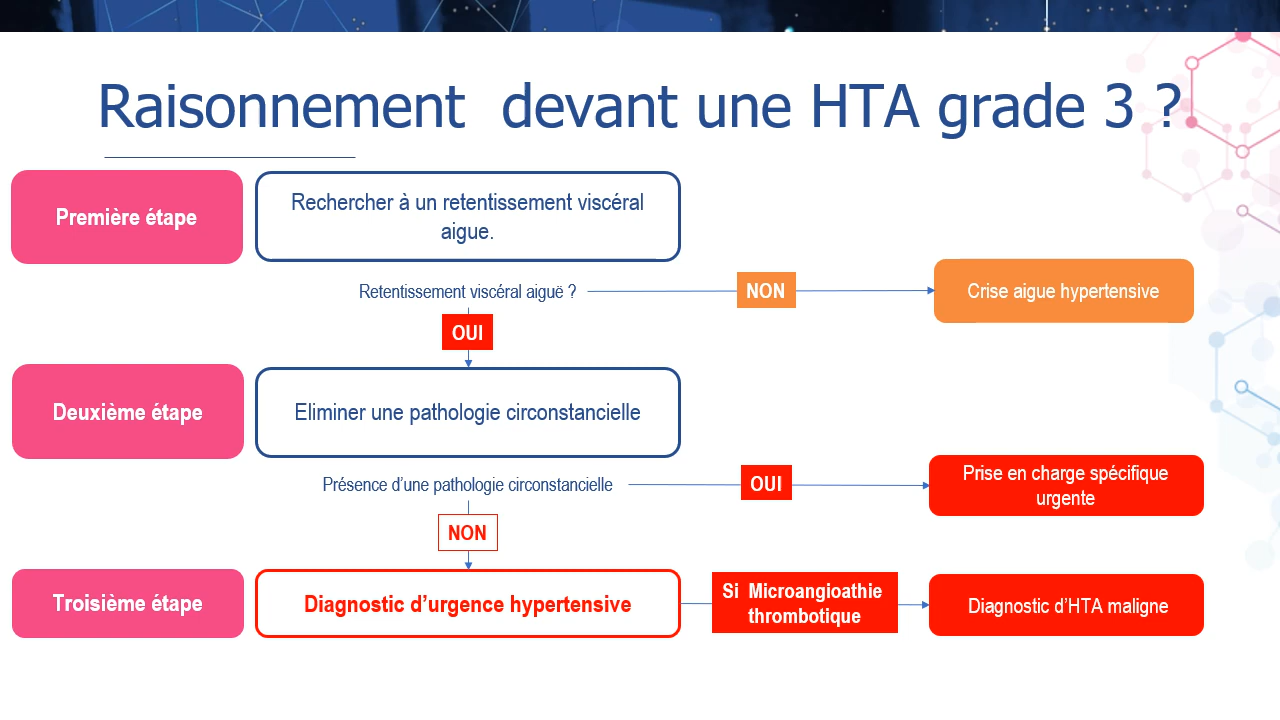 Raisonnement devant une HTA grade 3 ?
Première étape
Rechercher à un retentissement viscéral
aigue.
Retentissement viscéral aiguë ?
NON
Crise aigue hypertensive
OUI
Deuxième étape
Eliminer une pathologie circonstancielle
Présence d’une pathologie circonstancielle
OUI
Prise en charge spécifique
urgente
NON
Troisième étape
Diagnostic d’urgence hypertensive
Si Microangioathie
thrombotique
Diagnostic d’HTA maligne